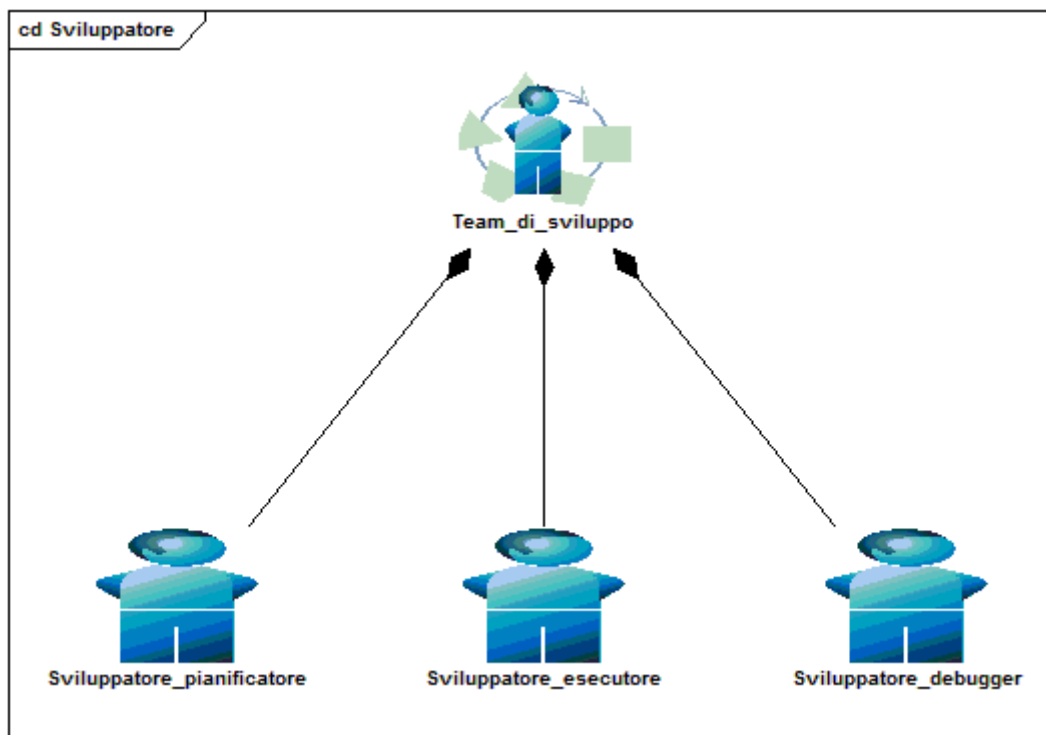 cd Sviluppatore
Team_di_sviluppo
Sviluppatore_pianificatore
Sviluppatore_esecutore
Sviluppatore_debugger